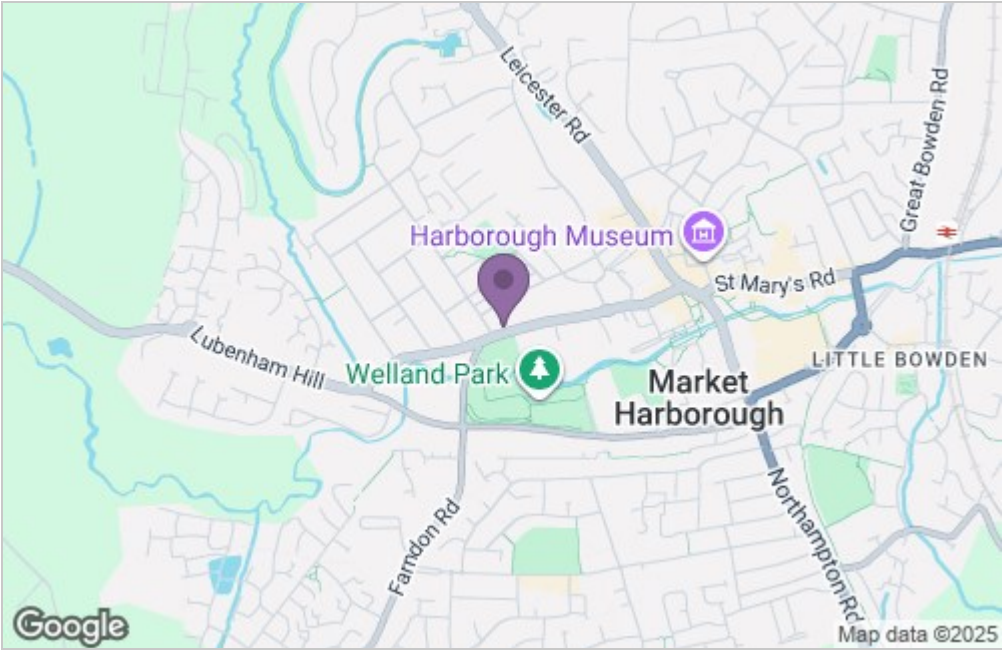 Leicester Rd
Great Bowden Rd
Harborough Museum
St Mary's Rd
Lubenham Hill
Welland Park
LITTLE BOWDEN
Market
Harborough
Farndon Rd
Northampton Rd
Google
Map data ©2025